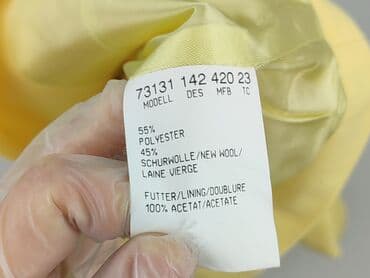 73131 142 420 23
MODELL DES MFB TC
55%
POLYESTER
45%
SCHURWOLLE/NEW WOOL/
LAINE VIERGE
FUTTER/LINING/DOUBLURE
100% ACETAT/ACETATE